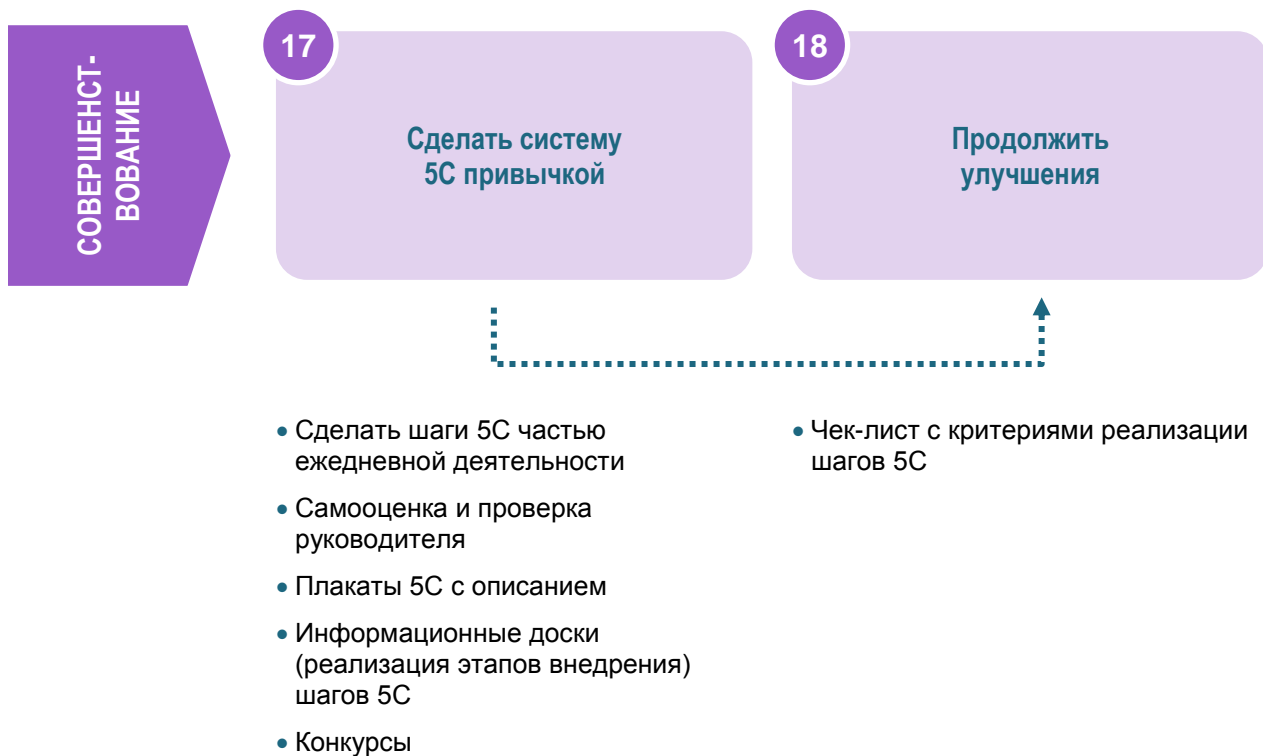 СОВЕРШЕНСТ-
ВОВАНИЕ
17
Сделать систему
5С привычкой
18
Продолжить
улучшения
• Сделать шаги 5С частью
ежедневной деятельности
• Самооценка и проверка
руководителя
• Плакаты 5С с описанием
• Информационные доски
(реализация этапов внедрения)
шагов 5С
• Конкурсы
• Чек-лист с критериями реализации
шагов 5С